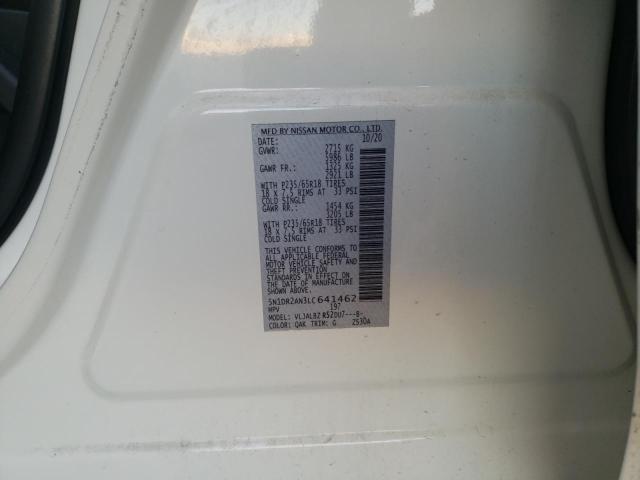 MFD BY NISSAN MOTOR CO., LTD.
DATE: 10/20
GVWR: 2715 KG
5986 LB
GAWR FR.: 1325 KG
2921 LB
WITH P235/65R18 TIRES
18 X 7.5 RIMS AT 33 PSI
COLD SINGLE
GAWR RR.: 1454 KG
3205 LB
WITH P235/65R18 TIRES
18 X 7.5 RIMS AT 33 PSI
COLD SINGLE
THIS VEHICLE CONFORMS TO
ALL APPLICABLE FEDERAL
MOTOR VEHICLE SAFETY AND
THEFT PREVENTION
STANDARDS IN EFFECT ON
THE DATE OF MANUFACTURE
SHOWN ABOVE.
5N1DR2AN3LC641462
MPV 197
MODEL: VLJALBZ R52DU7---B-
COLOR: QAK TRIM: G ZS30A